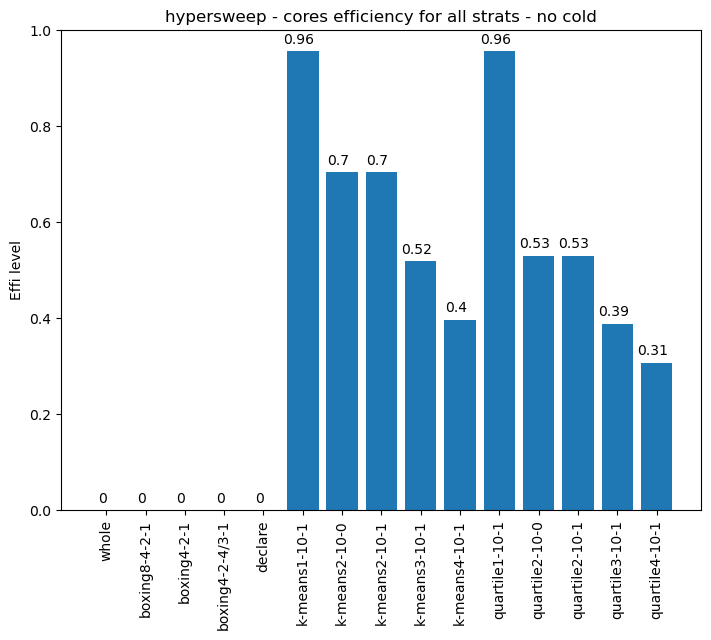 hypersweep - cores efficiency for all strats - no cold
Effi level
1.0
0.8
0.6
0.4
0.2
0.0
0
0
0
0
0
0.96
0.7
0.7
0.52
0.4
0.96
0.53
0.53
0.39
0.31
whole
boxing8-4-2-1
boxing4-2-1
boxing4-2-4/3-1
declare
k-means1-10-1
k-means2-10-0
k-means2-10-1
k-means3-10-1
k-means4-10-1
quartile1-10-1
quartile2-10-0
quartile2-10-1
quartile3-10-1
quartile4-10-1